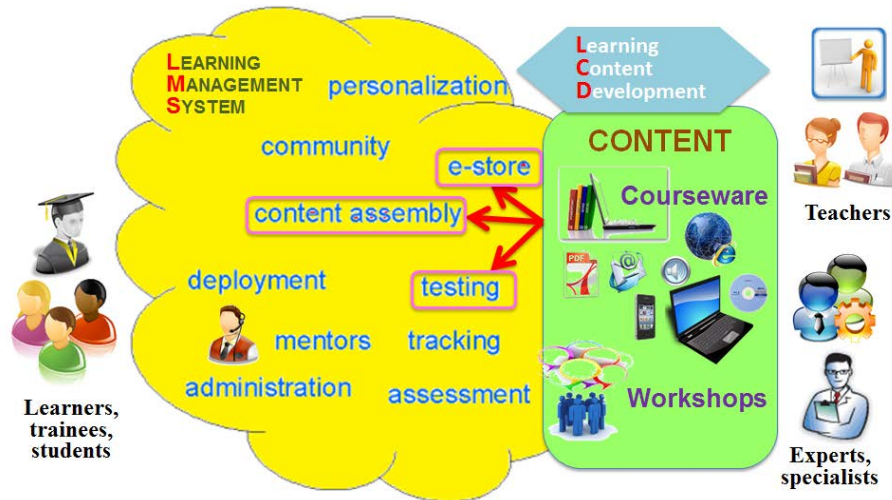 LEARNING
MANAGEMENT
SYSTEM
personalization
community
e-store
content assembly
deployment
testing
mentors
tracking
administration
assessment
Learners,
trainees,
students
Learning
Content
Development
CONTENT
Courseware
PDF
Workshops
Teachers
Experts,
specialists